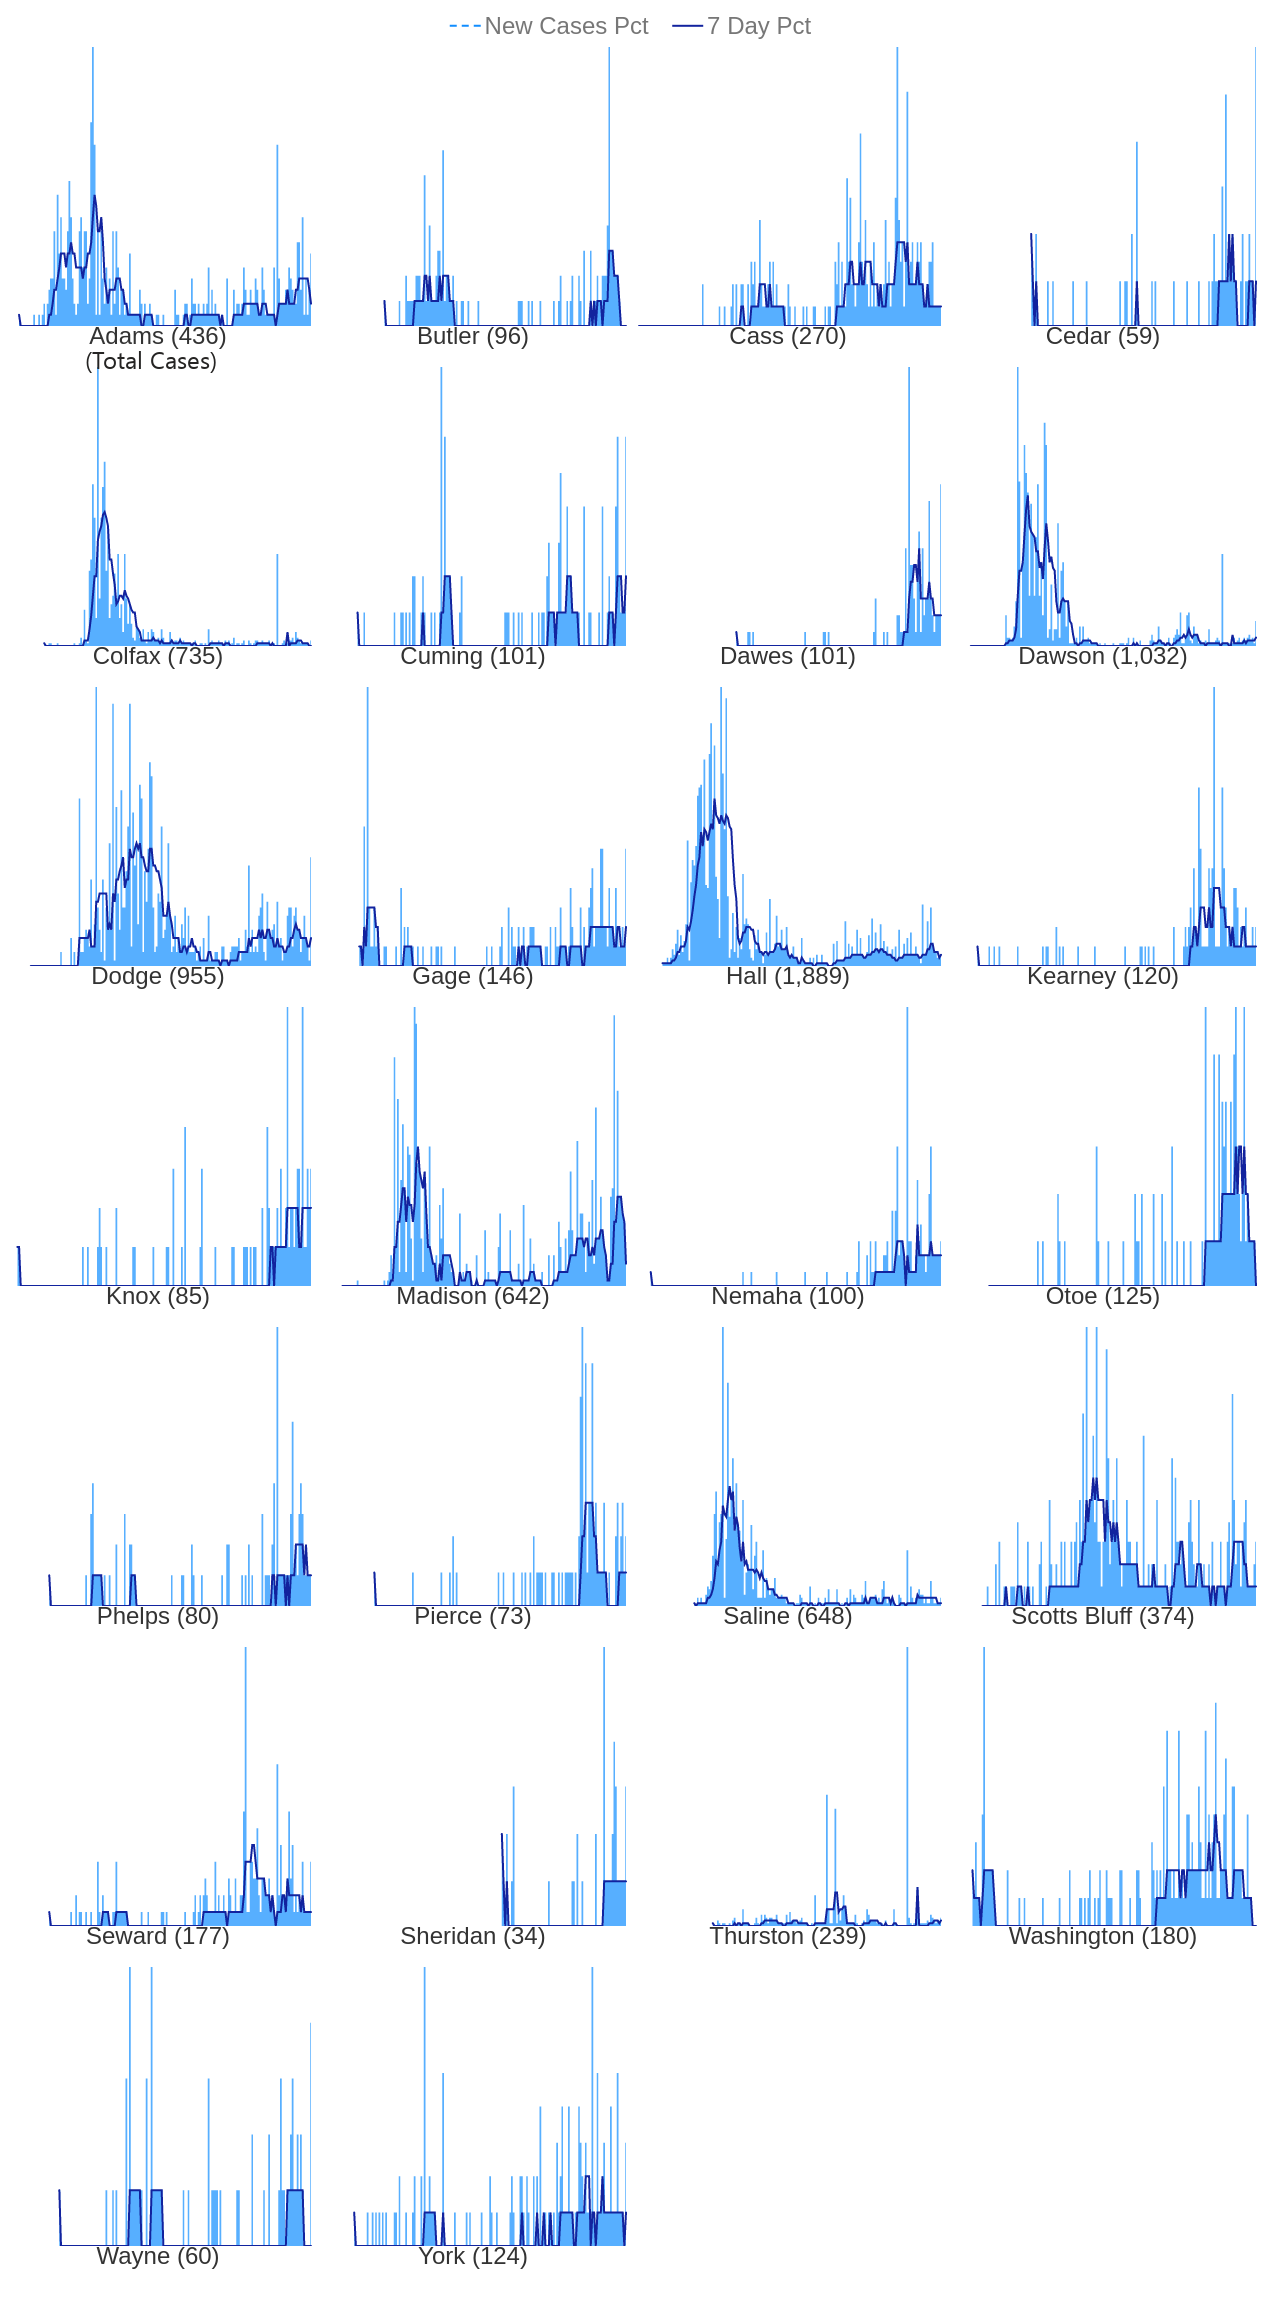 New Cases Pct 7 Day Pct
Adams (436) Butler (96) Cass (270) Cedar (59)
(Total Cases)
Colfax (735) Cuming (101) Dawes (101) Dawson (1,032)
Dodge (955) Gage (146) Hall (1,889) Kearney (120)
Knox (85) Madison (642) Nemaha (100) Otoe (125)
Phelps (80) Pierce (73) Saline (648) Scotts Bluff (374)
Seward (177) Sheridan (34) Thurston (239) Washington (180)
Wayne (60) York (124)